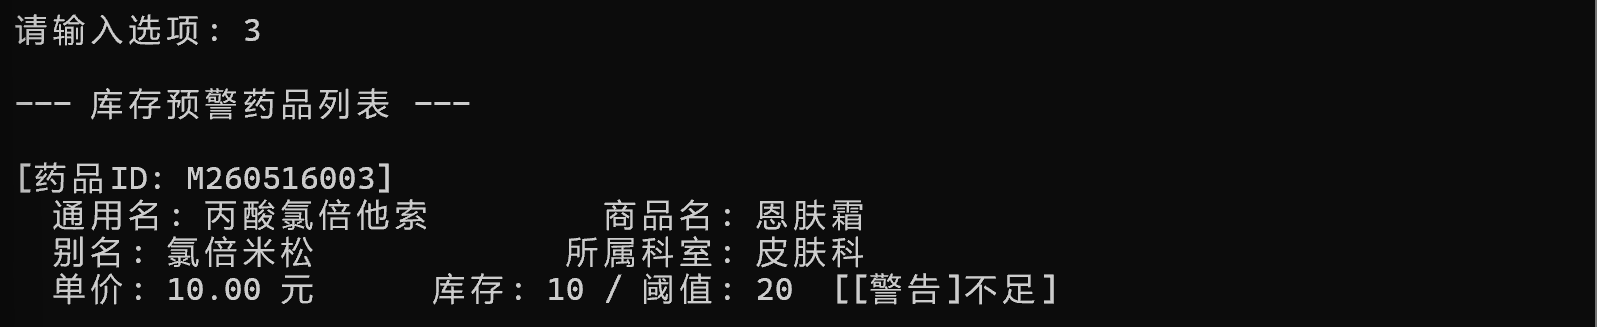 请输入选项: 3
--- 库存预警药品列表 ---
[药品ID: M260516003]
通用名: 丙酸氯倍他索 商品名: 恩肤霜
别名: 氯倍米松 所属科室: 皮肤科
单价: 10.00 元 库存: 10 / 阈值: 20 [[警告]不足]